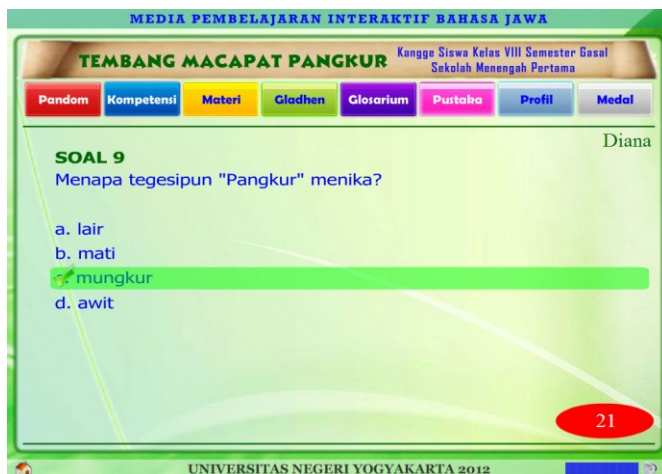 MEDIA PEMBELAJARAN INTERAKTIF BAHASA JAWA
TEMBANG MACAPAT PANGKUR
Kangge Siswa Kelas VIII Semester Gasal
Sekolah Menengah Pertama
Pandom Kompetensi Materi Gladhen Glosarium Pustaka Profil Medal
Diana
SOAL 9
Menapa tegesipun "Pangkur" menika?
a. lair
b. mati
mungkur
d. awit
21
UNIVERSITAS NEGERI YOGYAKARTA 2012